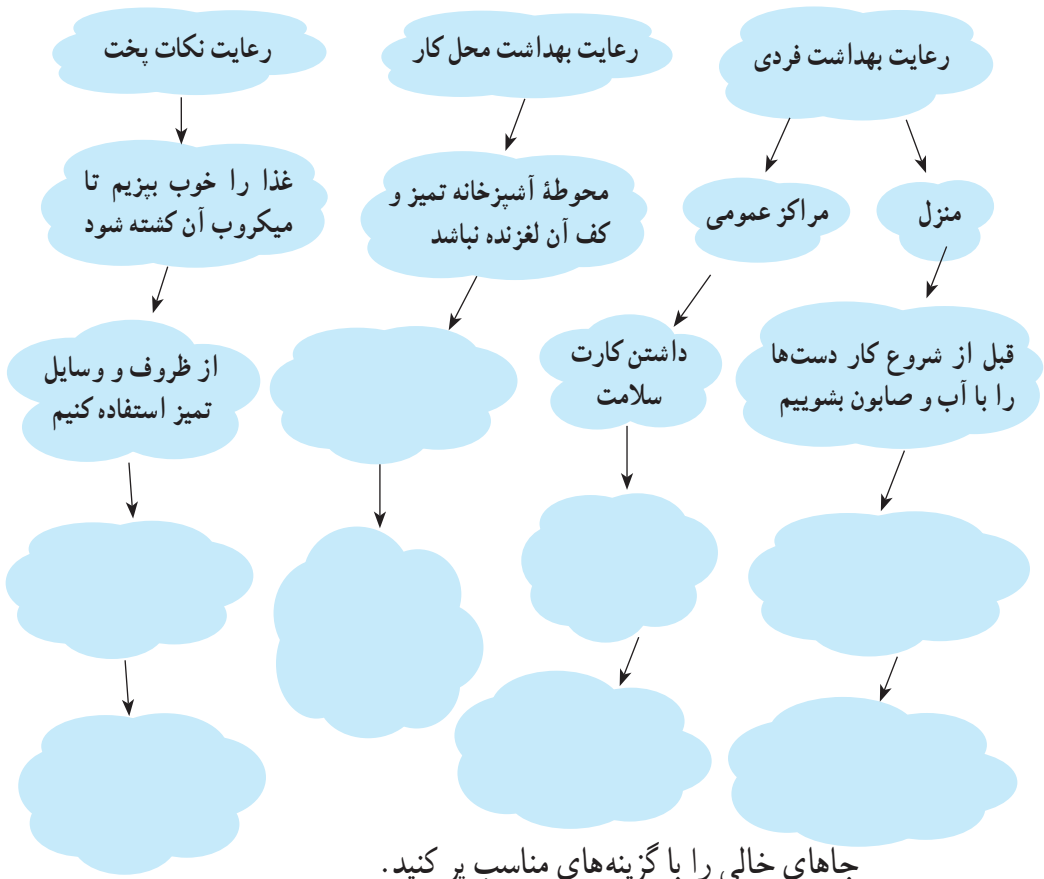 رعایت بهداشت فردی
رعایت بهداشت محل کار
رعایت نکات پخت
منزل
مراکز عمومی
محوطهٔ آشپزخانه تمیز و
کف آن لغزنده نباشد
غذا را خوب بپزیم تا
میکروب آن کشته شود
قبل از شروع کار دست‌ها
را با آب و صابون بشوییم
داشتن کارت
سلامت
از ظروف و وسایل
تمیز استفاده کنیم
جاهای خالی را با گزینه‌های مناسب پر کنید.